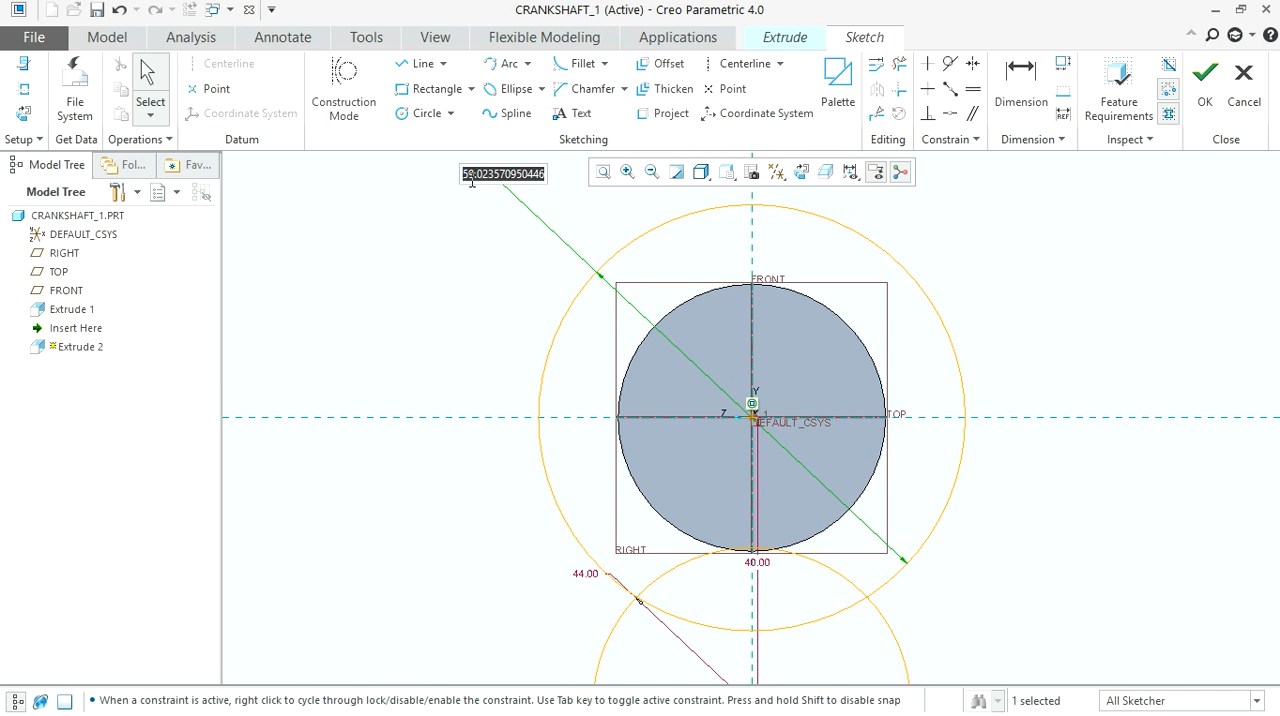 CRANKSHAFT_1 (Active) - Creo Parametric 4.0
File Model Analysis Annotate Tools View Flexible Modeling Applications Extrude Sketch
Centerline Line Arc Fillet Offset Centerline
Point Rectangle Ellipse Chamfer Thicken Point
Coordinate System Circle Spline Text Project Coordinate System
File System Select Construction Mode Palette Dimension Feature Requirements OK Cancel
Setup Get Data Operations Datum Sketching Editing Constrain Dimension Inspect Close
Model Tree Fol... Fav...
Model Tree
CRANKSHAFT_1.PRT
DEFAULT_CSYS
RIGHT
TOP
FRONT
Extrude 1
Insert Here
Extrude 2
59.023570950446
FRONT
Y
Z
TOP
RIGHT
40.00
44.00
When a constraint is active, right click to cycle through lock/disable/enable the constraint. Use Tab key to toggle active constraint. Press and hold Shift to disable snap
1 selected
All Sketcher